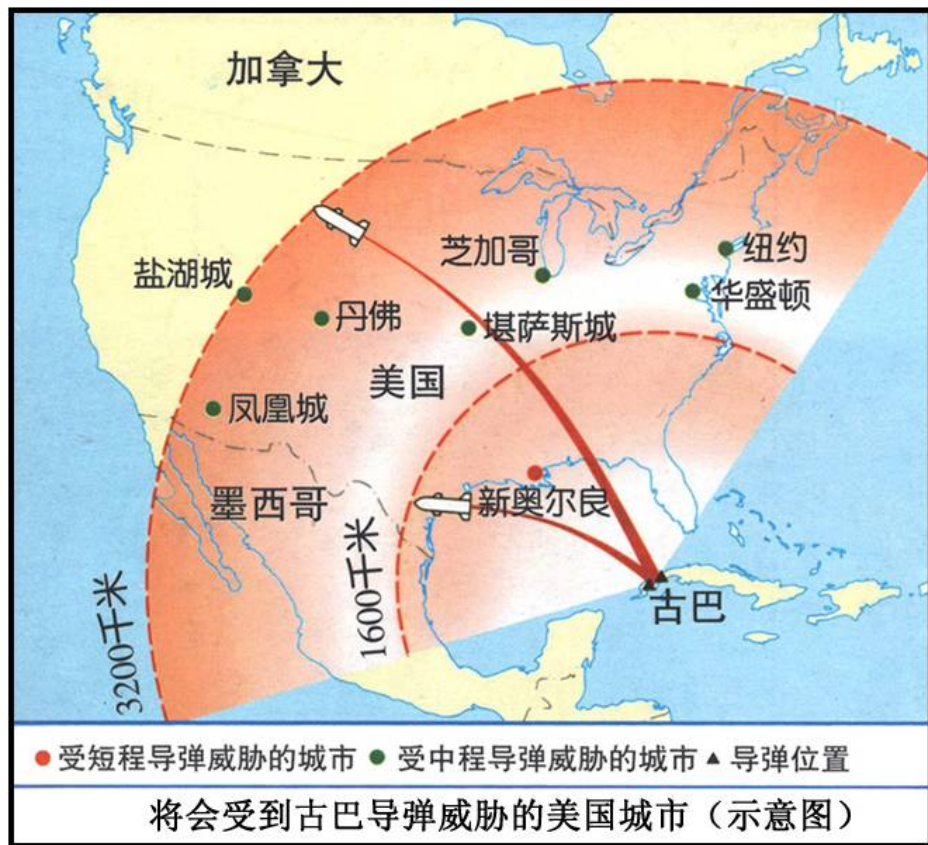 加拿大
芝加哥
纽约
盐湖城
华盛顿
丹佛
堪萨斯城
美国
凤凰城
墨西哥
新奥尔良
1600千米
古巴
3200千米
受短程导弹威胁的城市 受中程导弹威胁的城市 导弹位置
将会受到古巴导弹威胁的美国城市（示意图）